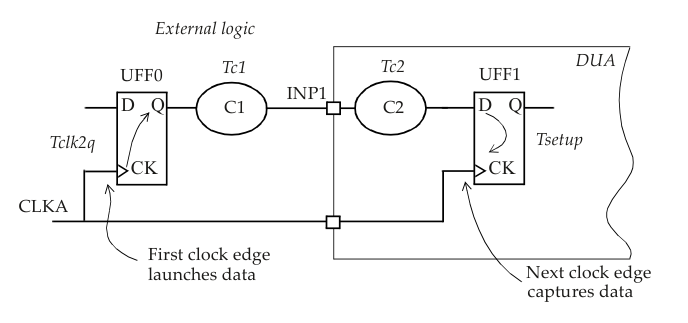 External logic
DUA
UFF0
Tc1
Tc2
UFF1
D Q
C1
INP1
C2
D Q
Tclk2q
Tsetup
CK
CK
CLKA
First clock edge
launches data
Next clock edge
captures data